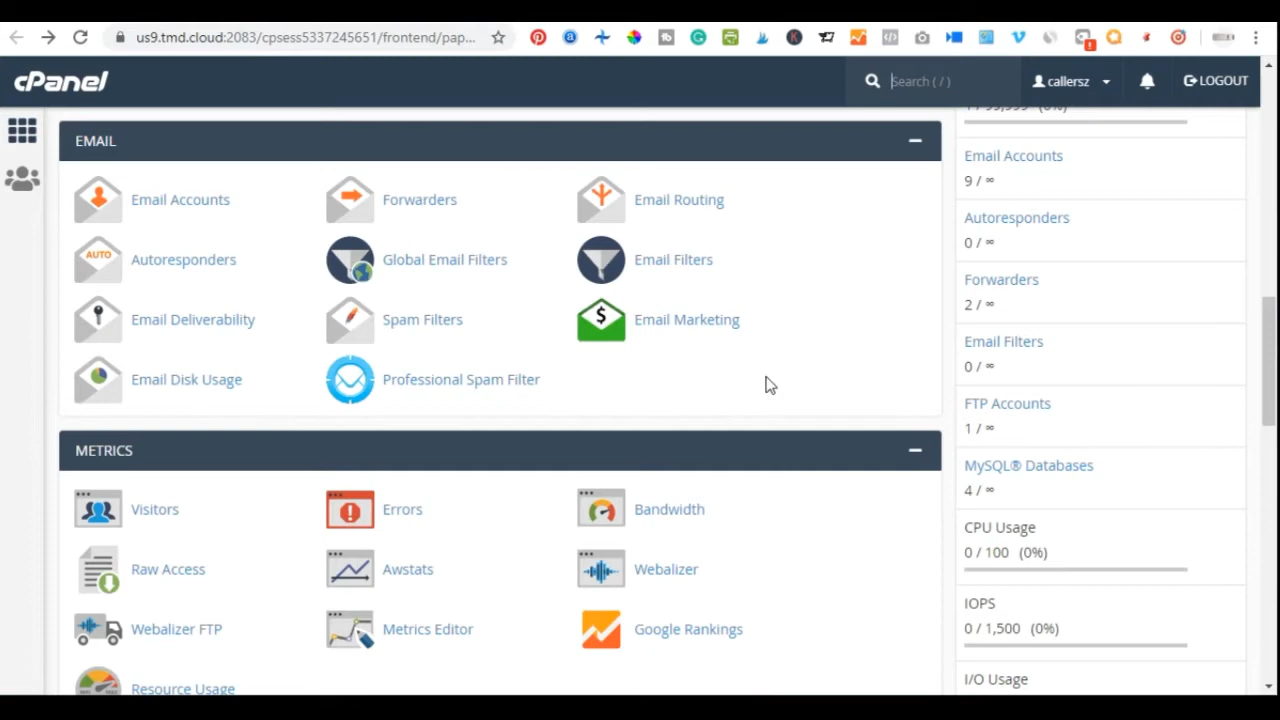 us9.tmd.cloud:2083/cpsess5337245651/frontend/pap...
cPanel
Search ( / )
callersz
LOGOUT
EMAIL
Email Accounts
Forwarders
Email Routing
AUTO
Autoresponders
Global Email Filters
Email Filters
Email Deliverability
Spam Filters
$
Email Marketing
Email Disk Usage
Professional Spam Filter
METRICS
Visitors
Errors
Bandwidth
Raw Access
Awstats
Webalizer
Webalizer FTP
Metrics Editor
Google Rankings
Resource Usage
Email Accounts
9 / ∞
Autoresponders
0 / ∞
Forwarders
2 / ∞
Email Filters
0 / ∞
FTP Accounts
1 / ∞
MySQL® Databases
4 / ∞
CPU Usage
0 / 100 (0%)
IOPS
0 / 1,500 (0%)
I/O Usage